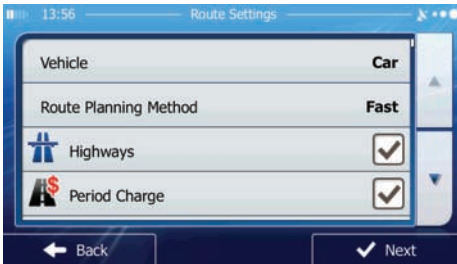 13:56 Route Settings
Vehicle Car
Route Planning Method Fast
Highways
$ Period Charge
Back Next